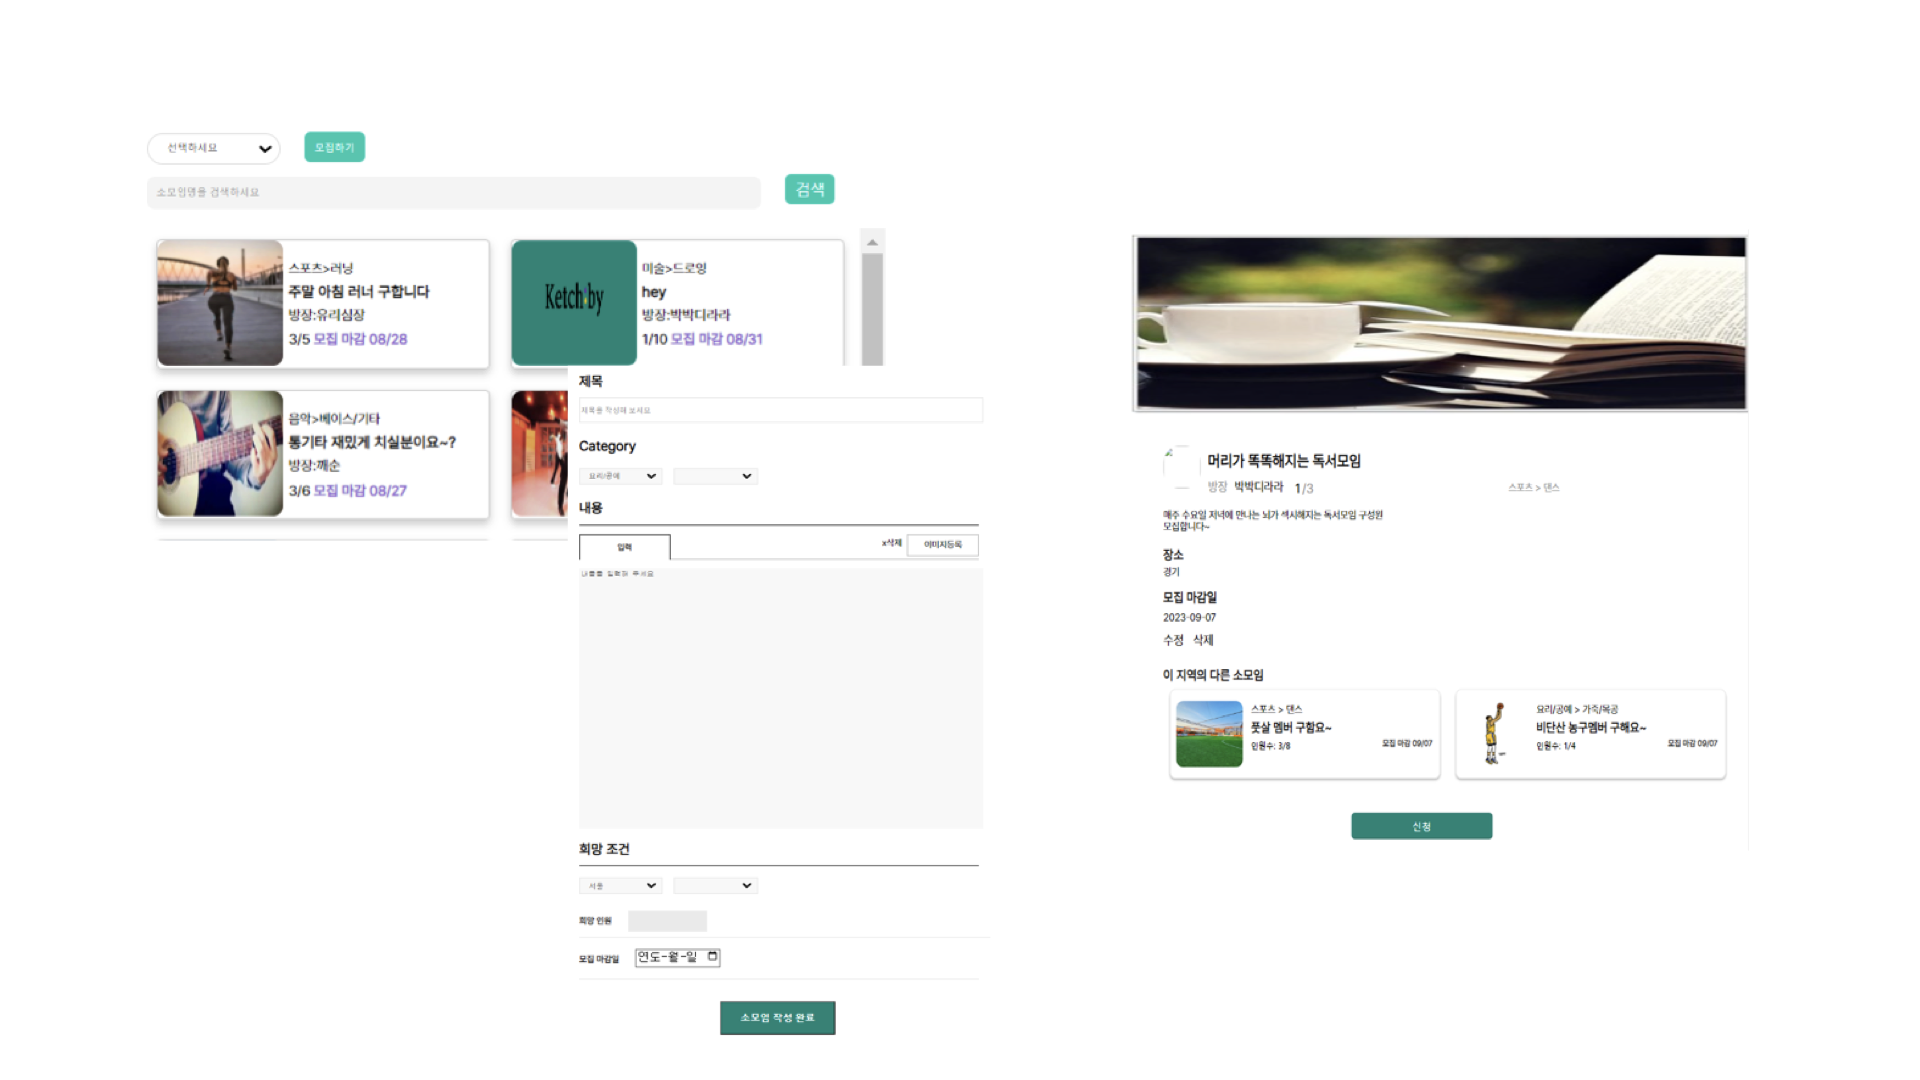 선택하세요
모집하기
소모임명을 검색하세요
검색
스포츠>러닝
주말 아침 러너 구합니다
방장:유리심장
3/5 모집 마감 08/28
미술>드로잉
hey
방장:박박디라라
1/10 모집 마감 08/31
Ketch:by
음악>베이스/기타
통기타 재밌게 치실분이요~?
방장:깨순
3/6 모집 마감 08/27
제목
제목을 작성해 보세요
Category
요리/공예
내용
입력
x삭제
이미지등록
내용을 입력해 주세요
희망 조건
서울
희망 인원
모집 마감일
연도-월-일
소모임 작성 완료
머리가 똑똑해지는 독서모임
방장 박박디라라 1/3
스포츠 > 댄스
매주 수요일 저녁에 만나는 뇌가 섹시해지는 독서모임 구성원
모집합니다~
장소
경기
모집 마감일
2023-09-07
수정 삭제
이 지역의 다른 소모임
스포츠 > 댄스
풋살 멤버 구함요~
인원수: 3/8
모집 마감 09/07
요리/공예 > 가죽/목공
비단산 농구멤버 구해요~
인원수: 1/4
모집 마감 09/07
신청